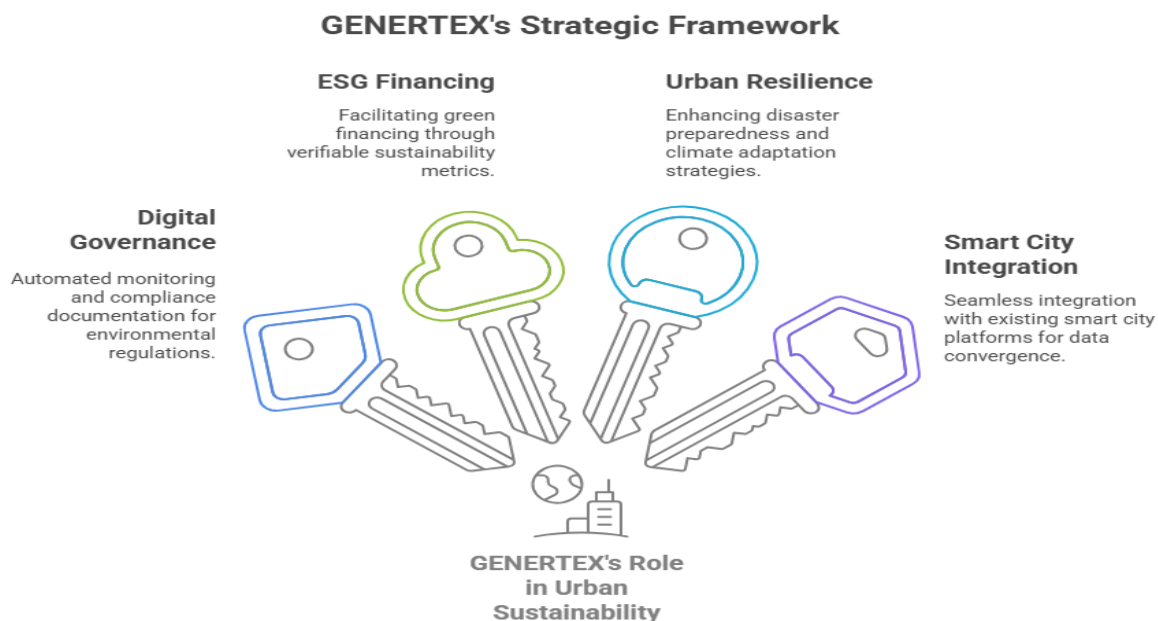 GENERTEX's Strategic Framework
ESG Financing
Facilitating green
financing through
verifiable sustainability
metrics.
Urban Resilience
Enhancing disaster
preparedness and
climate adaptation
strategies.
Digital
Governance
Automated monitoring
and compliance
documentation for
environmental
regulations.
Smart City
Integration
Seamless integration
with existing smart city
platforms for data
convergence.
GENERTEX's Role
in Urban
Sustainability